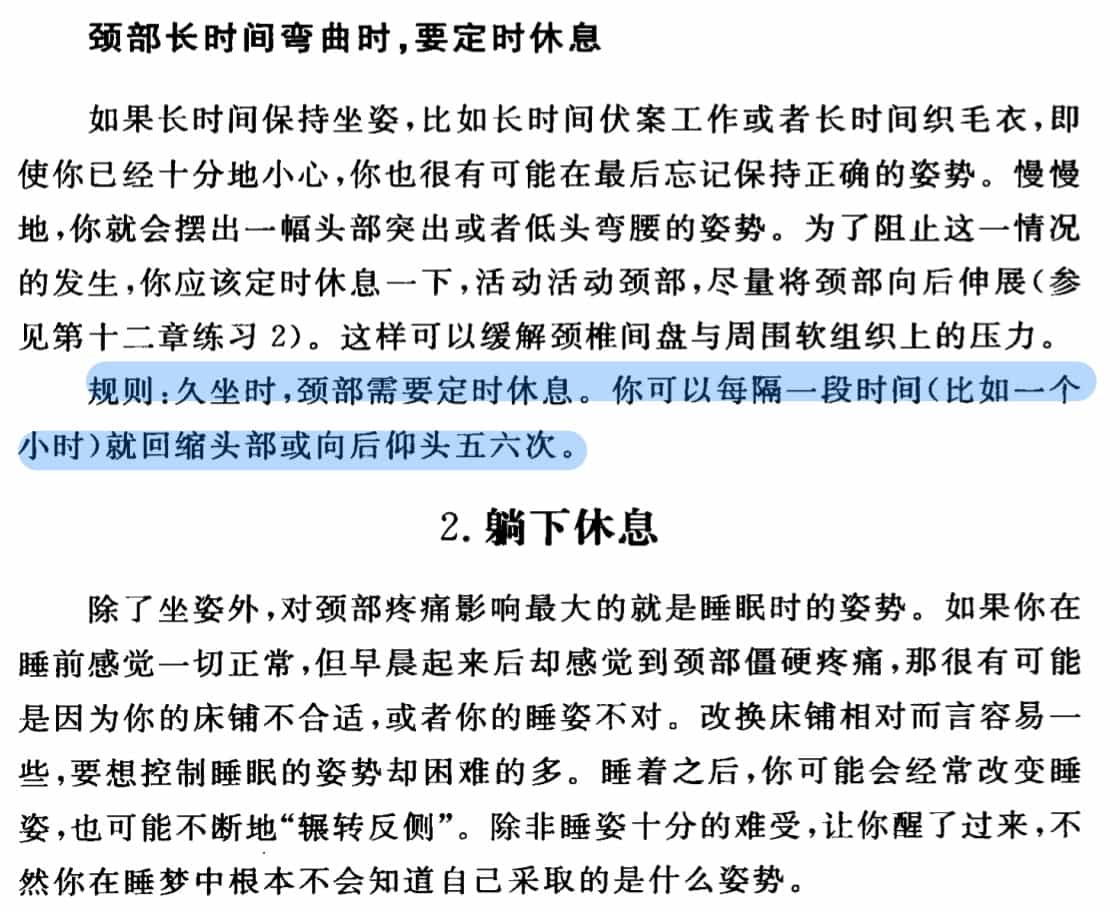 颈部长时间弯曲时,要定时休息
如果长时间保持坐姿,比如长时间伏案工作或者长时间织毛衣,即
使你已经十分地小心,你也很有可能在最后忘记保持正确的姿势。慢慢
地,你就会摆出一幅头部突出或者低头弯腰的姿势。为了阻止这一情况
的发生,你应该定时休息一下,活动活动颈部,尽量将颈部向后伸展(参
见第十二章练习2)。这样可以缓解颈椎间盘与周围软组织上的压力。
规则:久坐时,颈部需要定时休息。你可以每隔一段时间(比如一个
小时)就回缩头部或向后仰头五六次。
2.躺下休息
除了坐姿外,对颈部疼痛影响最大的就是睡眠时的姿势。如果你在
睡前感觉一切正常,但早晨起来后却感觉到颈部僵硬疼痛,那很有可能
是因为你的床铺不合适,或者你的睡姿不对。改换床铺相对而言容易一
些,要想控制睡眠的姿势却困难的多。睡着之后,你可能会经常改变睡
姿,也可能不断地“辗转反侧”。除非睡姿十分的难受,让你醒了过来,不
然你在睡梦中根本不会知道自己采取的是什么姿势。